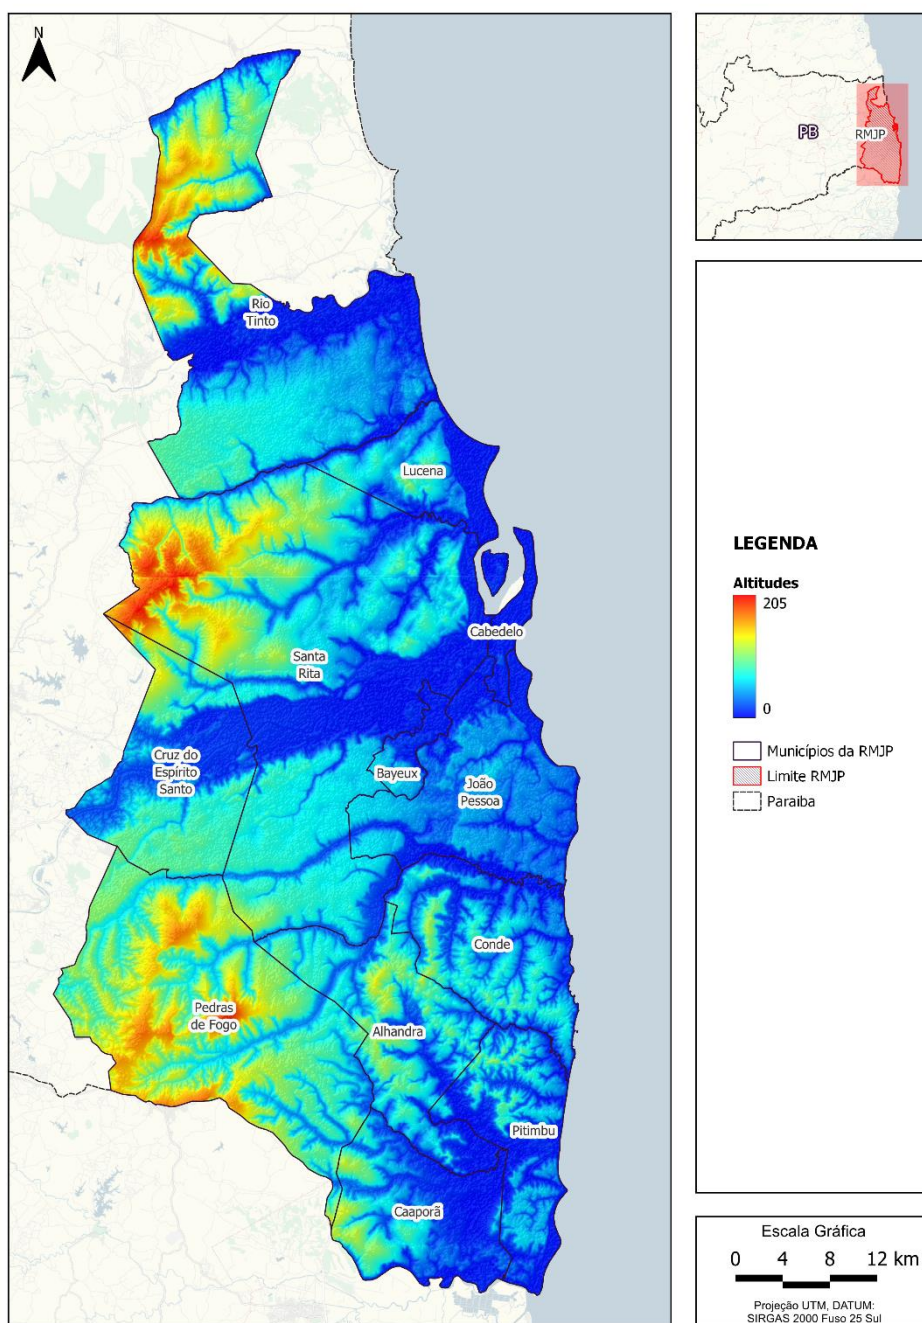 N
Rio
Tinto
Lucena
Cabedelo
Santa
Rita
Cruz do
Espírito
Santo
Bayeux
João
Pessoa
Conde
Pedras
de Fogo
Alhandra
Pitimbu
Caaporã
PB
RMJP
LEGENDA
Altitudes
205
0
Municípios da RMJP
Limite RMJP
Paraiba
Escala Gráfica
0 4 8 12 km
Projeção UTM, DATUM:
SIRGAS 2000 Fuso 25 Sul